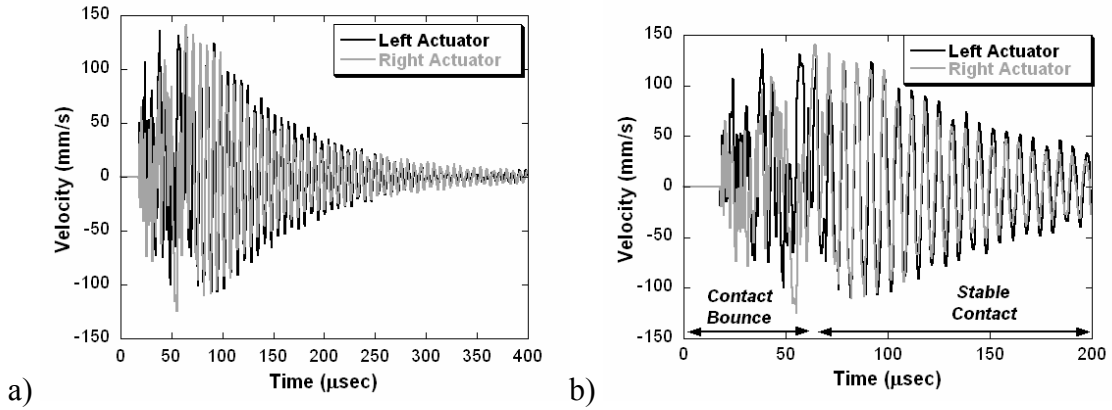 150
100
50
0
-50
-100
-150
Velocity (mm/s)
Left Actuator
Right Actuator
0 50 100 150 200 250 300 350 400
Time (μsec)
a)
150
100
50
0
-50
-100
-150
Velocity (mm/s)
Left Actuator
Right Actuator
Contact
Bounce
Stable
Contact
0 50 100 150 200
Time (μsec)
b)